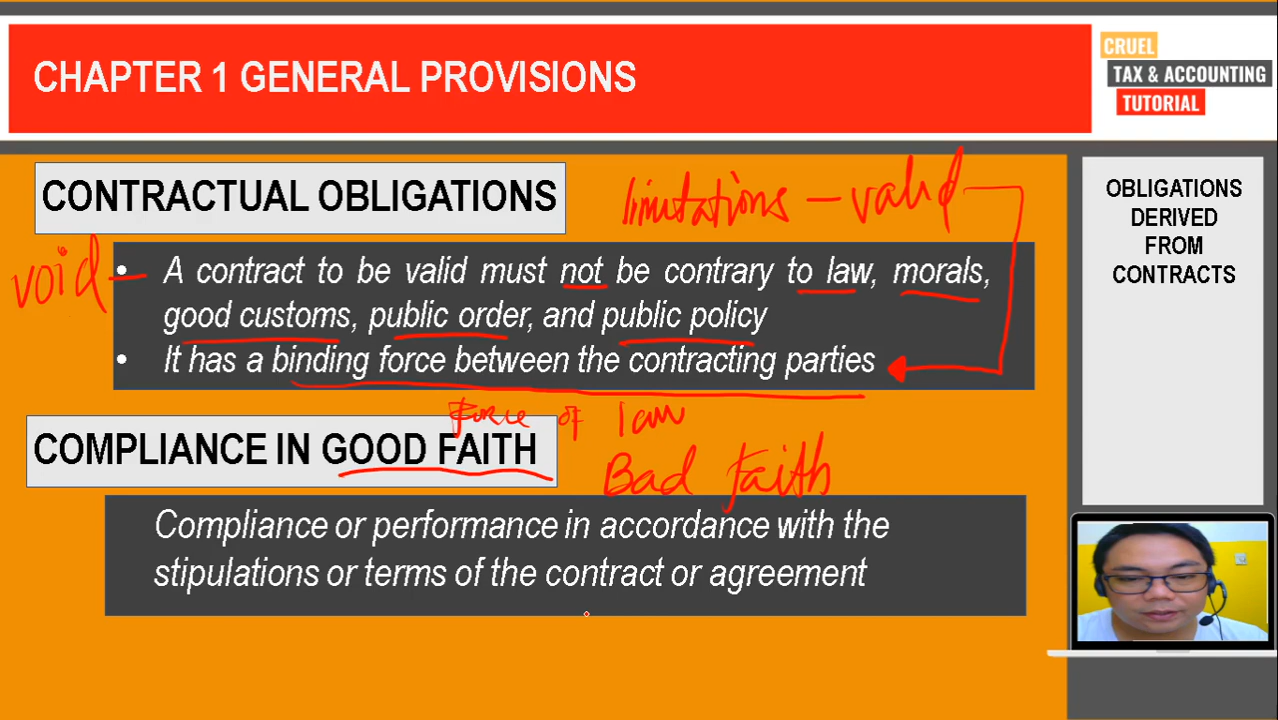 CHAPTER 1 GENERAL PROVISIONS
CRUEL
TAX & ACCOUNTING
TUTORIAL
CONTRACTUAL OBLIGATIONS
limitations – valid
OBLIGATIONS
DERIVED
FROM
CONTRACTS
void –
• A contract to be valid must not be contrary to law, morals,
good customs, public order, and public policy
• It has a binding force between the contracting parties
force of law
COMPLIANCE IN GOOD FAITH
Bad faith
Compliance or performance in accordance with the
stipulations or terms of the contract or agreement